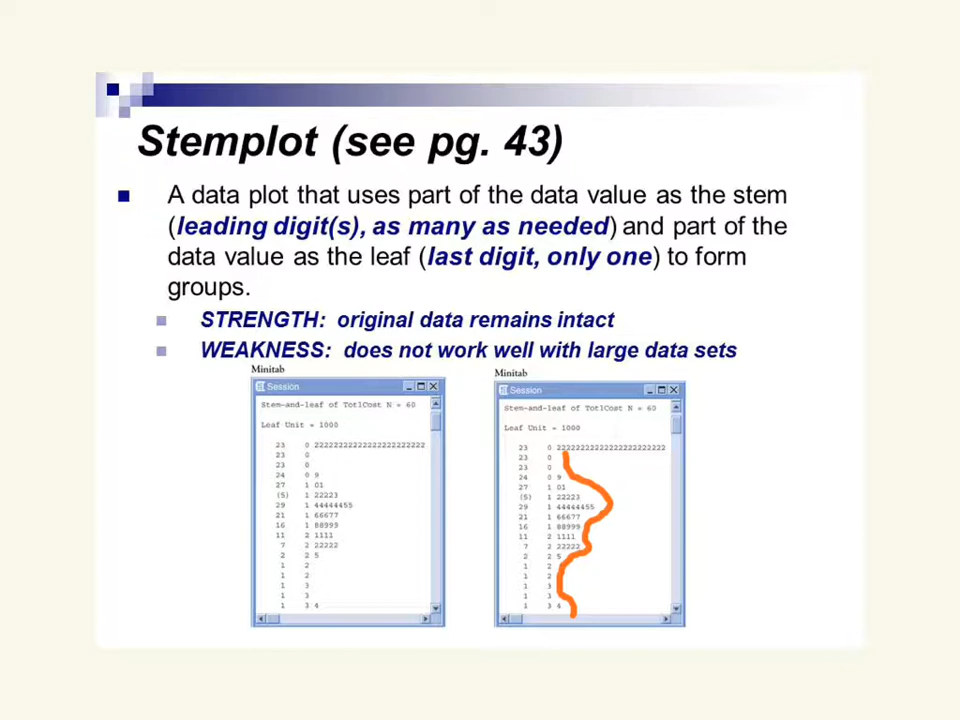 Stemplot (see pg. 43)
A data plot that uses part of the data value as the stem
(leading digit(s), as many as needed) and part of the
data value as the leaf (last digit, only one) to form
groups.
STRENGTH: original data remains intact
WEAKNESS: does not work well with large data sets
Minitab
Session
Stem-and-leaf of TotlCost N = 60
Leaf Unit = 1000
23 0 22222222222222222222222
23 0
23 0
24 0 9
27 1 01
(5) 1 22223
29 1 44444455
21 1 66677
16 1 88999
11 2 1111
7 2 22222
2 2 5
1 2
1 2
1 3
1 3
1 3 4
Minitab
Session
Stem-and-leaf of TotlCost N = 60
Leaf Unit = 1000
23 0 22222222222222222222222
23 0
23 0
24 0 9
27 1 01
(5) 1 22223
29 1 44444455
21 1 66677
16 1 88999
11 2 1111
7 2 22222
2 2 5
1 2
1 2
1 3
1 3
1 3 4